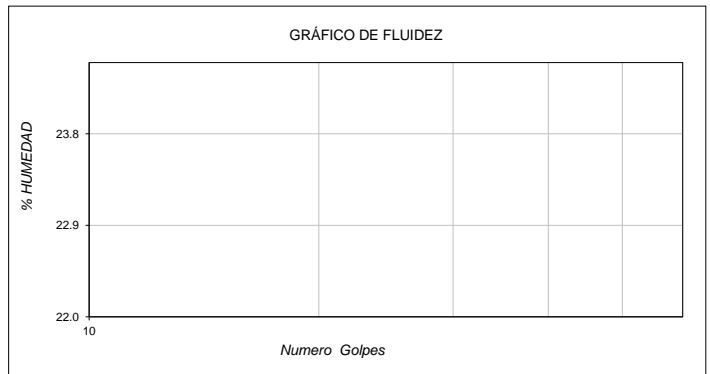 GRÁFICO DE FLUIDEZ
% HUMEDAD
23.8
22.9
22.0
10
Numero Golpes